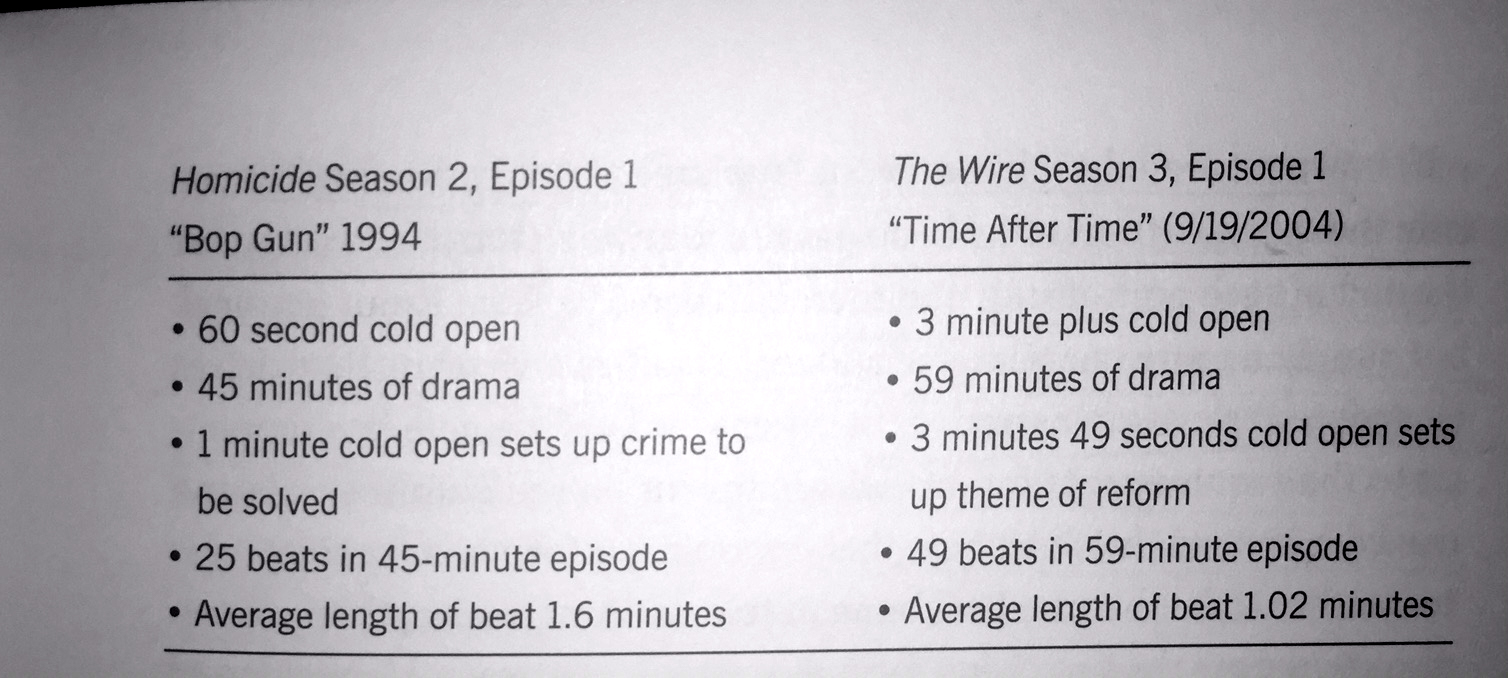 Homicide Season 2, Episode 1
“Bop Gun” 1994
• 60 second cold open
• 45 minutes of drama
• 1 minute cold open sets up crime to
be solved
• 25 beats in 45-minute episode
• Average length of beat 1.6 minutes
The Wire Season 3, Episode 1
“Time After Time” (9/19/2004)
• 3 minute plus cold open
• 59 minutes of drama
• 3 minutes 49 seconds cold open sets
up theme of reform
• 49 beats in 59-minute episode
• Average length of beat 1.02 minutes